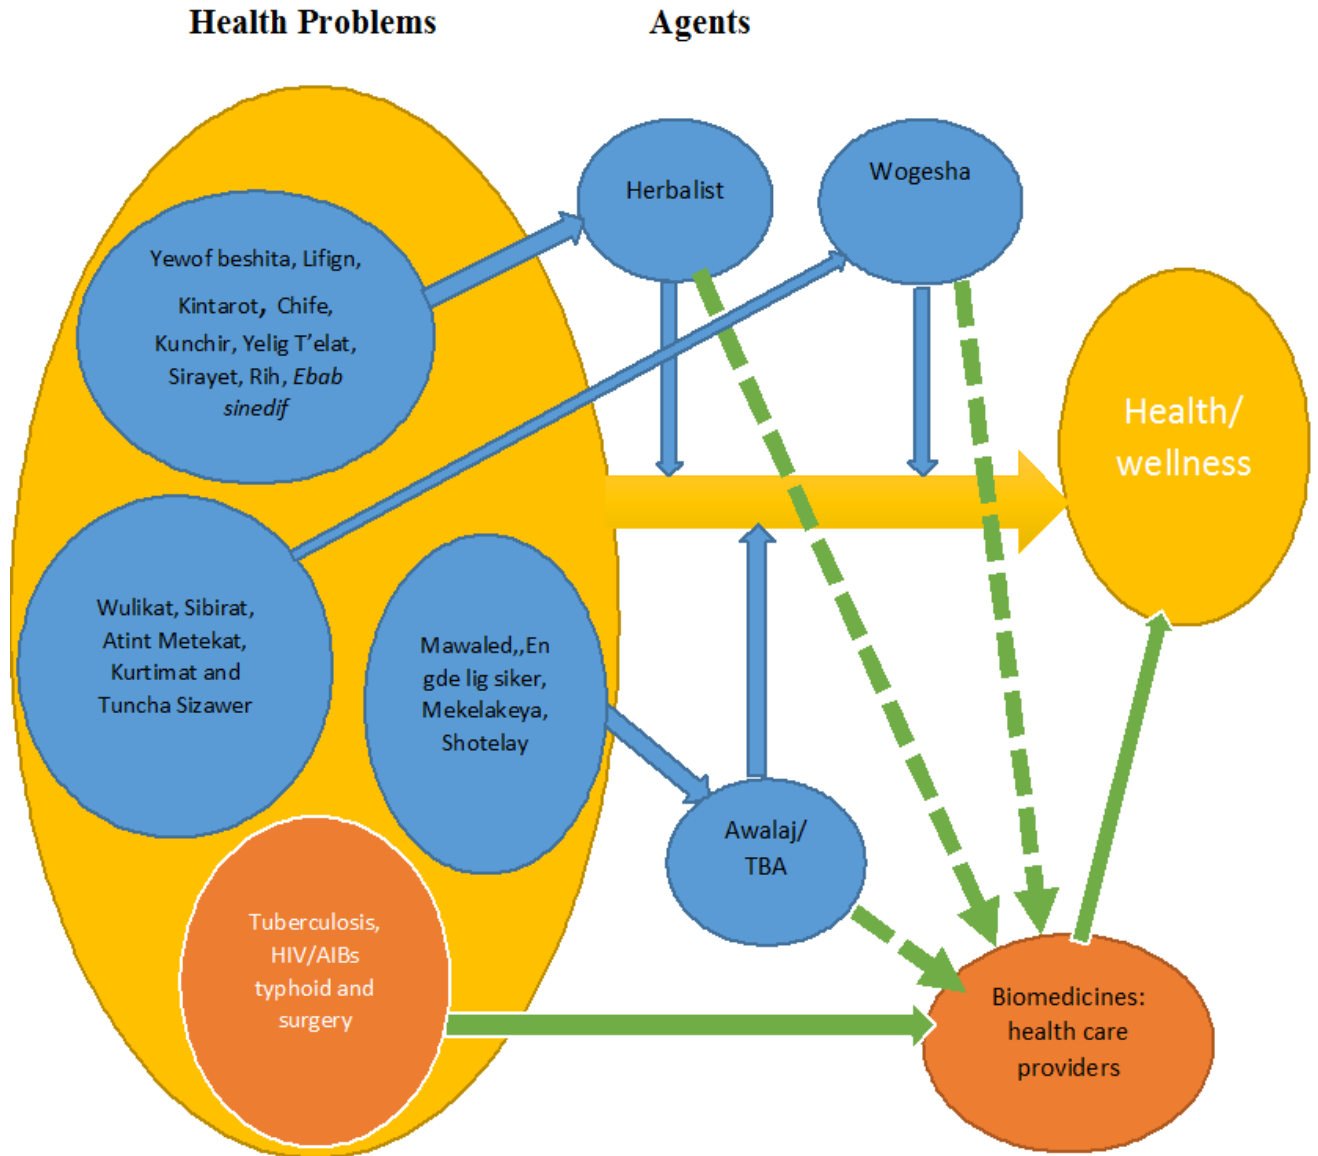 Health Problems
Agents
Herbalist
Wogesha
Yewof beshita, Lifign,
Kintarot, Chife,
Kunchir, Yelig T’elat,
Sirayet, Rih, Ebab
sinedif
Health/
wellness
Wulikat, Sibirat,
Atint Metekat,
Kurtimat and
Tuncha Sizawer
Mawaled,,En
gde lig siker,
Mekelakeya,
Shotelay
Awalaj/
TBA
Tuberculosis,
HIV/AIBs
typhoid and
surgery
Biomedicines:
health care
providers